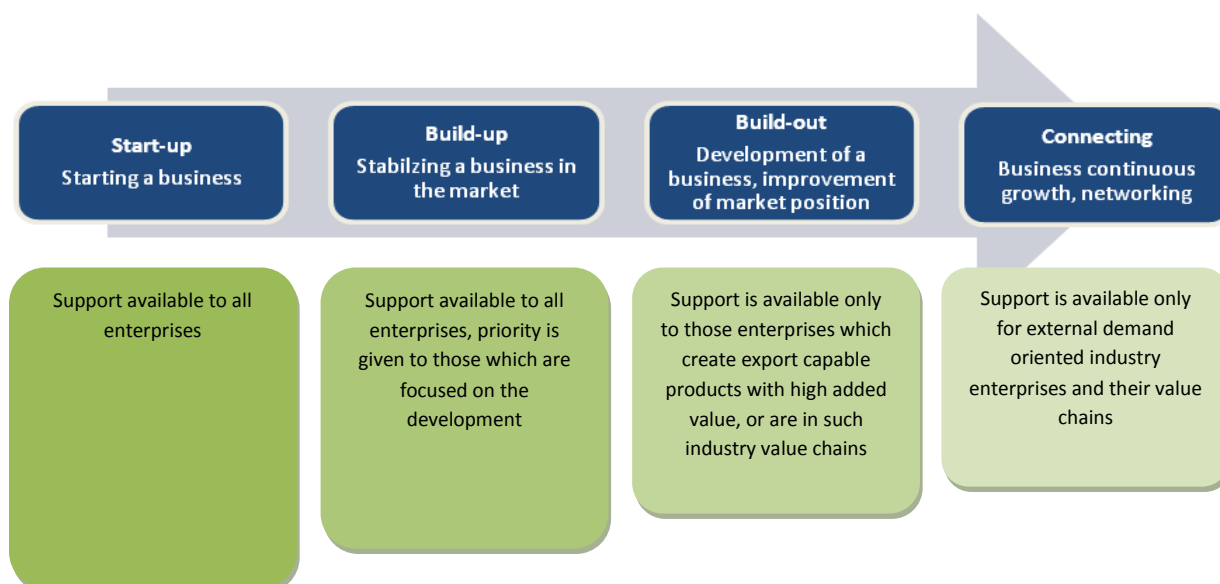 Start-up
Starting a business
Build-up
Stabilzing a business in
the market
Build-out
Development of a
business, improvement
of market position
Connecting
Business continuous
growth, networking
Support available to all
enterprises
Support available to all
enterprises, priority is
given to those which are
focused on the
development
Support is available only
to those enterprises which
create export capable
products with high added
value, or are in such
industry value chains
Support is available only
for external demand
oriented industry
enterprises and their value
chains